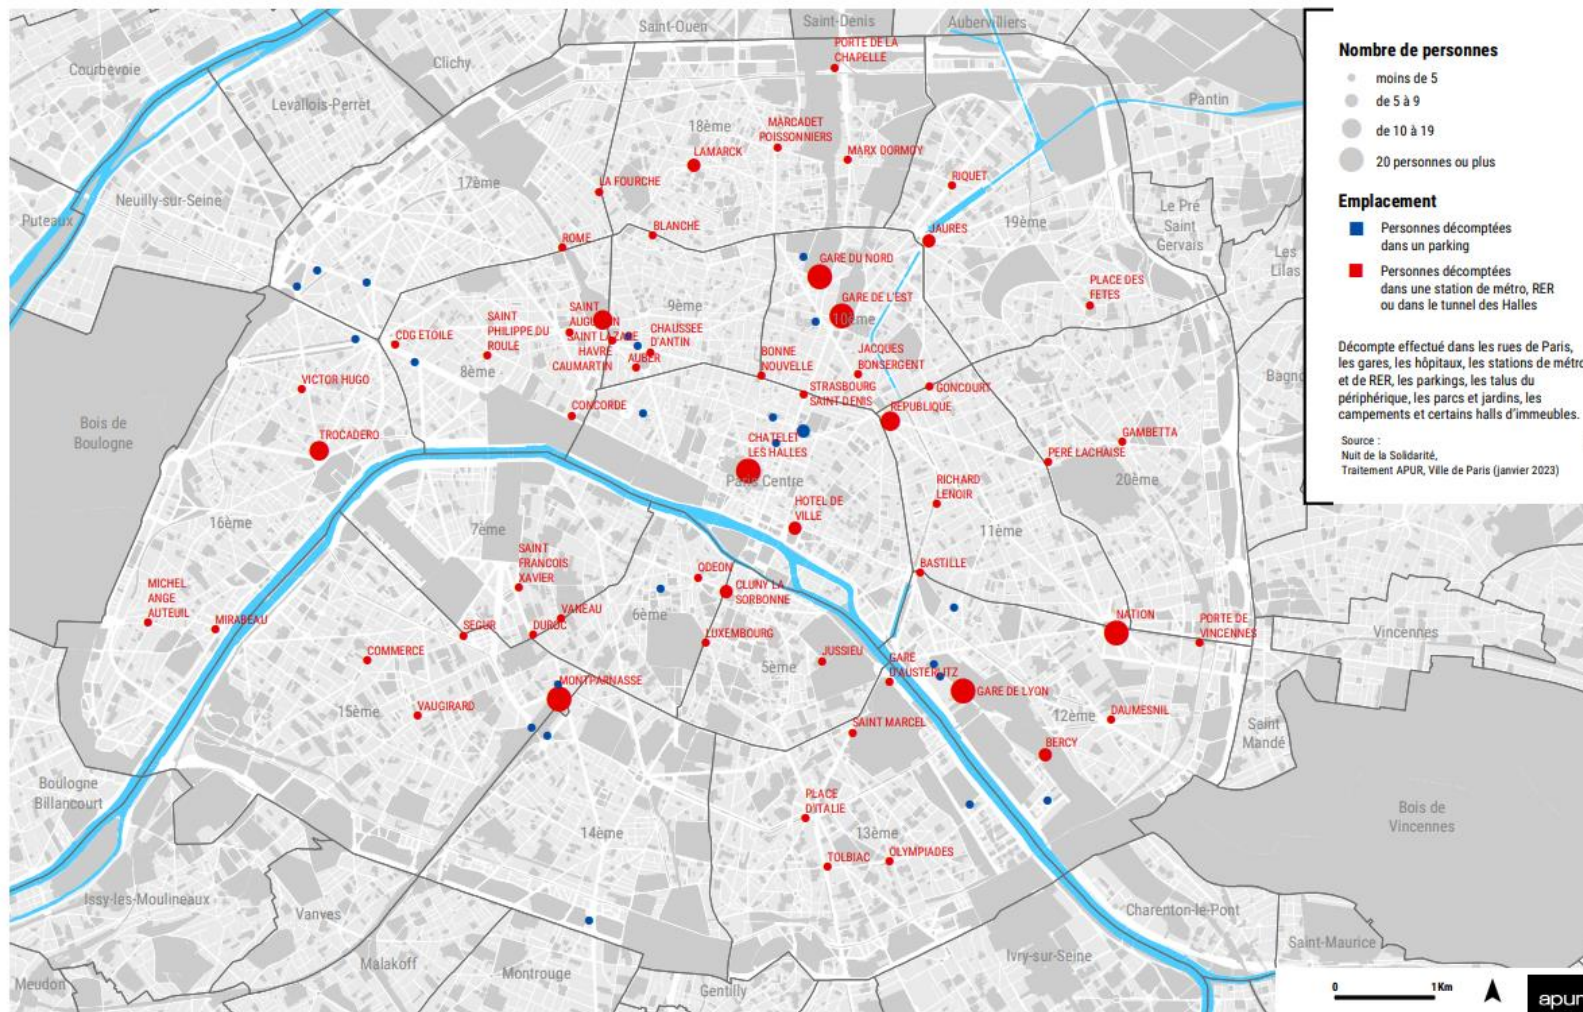 Saint-Ouen
Saint-Denis
Aubervilliers
Courbevoie
Clichy
PORTE DE LA
CHAPELLE
Levallois-Perret
Pantin
18ème
MARCADET
POISSONNIERS
LAMARCK
MARX DORMOY
17ème
LA FOURCHE
RIQUET
Neuilly-sur-Seine
Puteaux
19ème
Le Pré
Saint
Gervais
BLANCHE
ROME
JAURES
Les
Lilas
GARE DU NORD
PLACE DES
FETES
GARE DE L'EST
10ème
9ème
SAINT
AUGUSTIN
SAINT LAZARE
SAINT
PHILIPPE DU
ROULE
CDG ETOILE
HAVRE
CAUMARTIN
AUBER
CHAUSSEE
D'ANTIN
BONNE
NOUVELLE
JACQUES
BONSERGENT
8ème
VICTOR HUGO
STRASBOURG
SAINT DENIS
GONCOURT
REPUBLIQUE
CONCORDE
Bois de
Boulogne
TROCADERO
CHATELET
LES HALLES
Paris Centre
GAMBETTA
PERE LACHAISE
20ème
RICHARD
LENOIR
HOTEL DE
VILLE
16ème
7ème
11ème
SAINT
FRANCOIS
XAVIER
ODEON
CLUNY LA
SORBONNE
BASTILLE
MICHEL
ANGE
AUTEUIL
MIRABEAU
VANEAU
6ème
SEGUR
DUROC
LUXEMBOURG
NATION
PORTE DE
VINCENNES
Vincennes
COMMERCE
5ème
JUSSIEU
GARE
D'AUSTERLITZ
MONTPARNASSE
GARE DE LYON
15ème
VAUGIRARD
12ème
DAUMESNIL
SAINT MARCEL
Saint
Mandé
BERCY
Boulogne
Billancourt
PLACE
D'ITALIE
Bois de
Vincennes
14ème
13ème
TOLBIAC
OLYMPIADES
Issy-les-Moulineaux
Vanves
Charenton-le-Pont
Saint-Maurice
Malakoff
Montrouge
Ivry-sur-Seine
Meudon
Gentilly
Nombre de personnes
moins de 5
de 5 à 9
de 10 à 19
20 personnes ou plus
Emplacement
Personnes décomptées
dans un parking
Personnes décomptées
dans une station de métro, RER
ou dans le tunnel des Halles
Décompte effectué dans les rues de Paris,
les gares, les hôpitaux, les stations de métro
et de RER, les parkings, les talus du
périphérique, les parcs et jardins, les
campements et certains halls d'immeubles.
Source :
Nuit de la Solidarité,
Traitement APUR, Ville de Paris (janvier 2023)
0 1 Km
apur